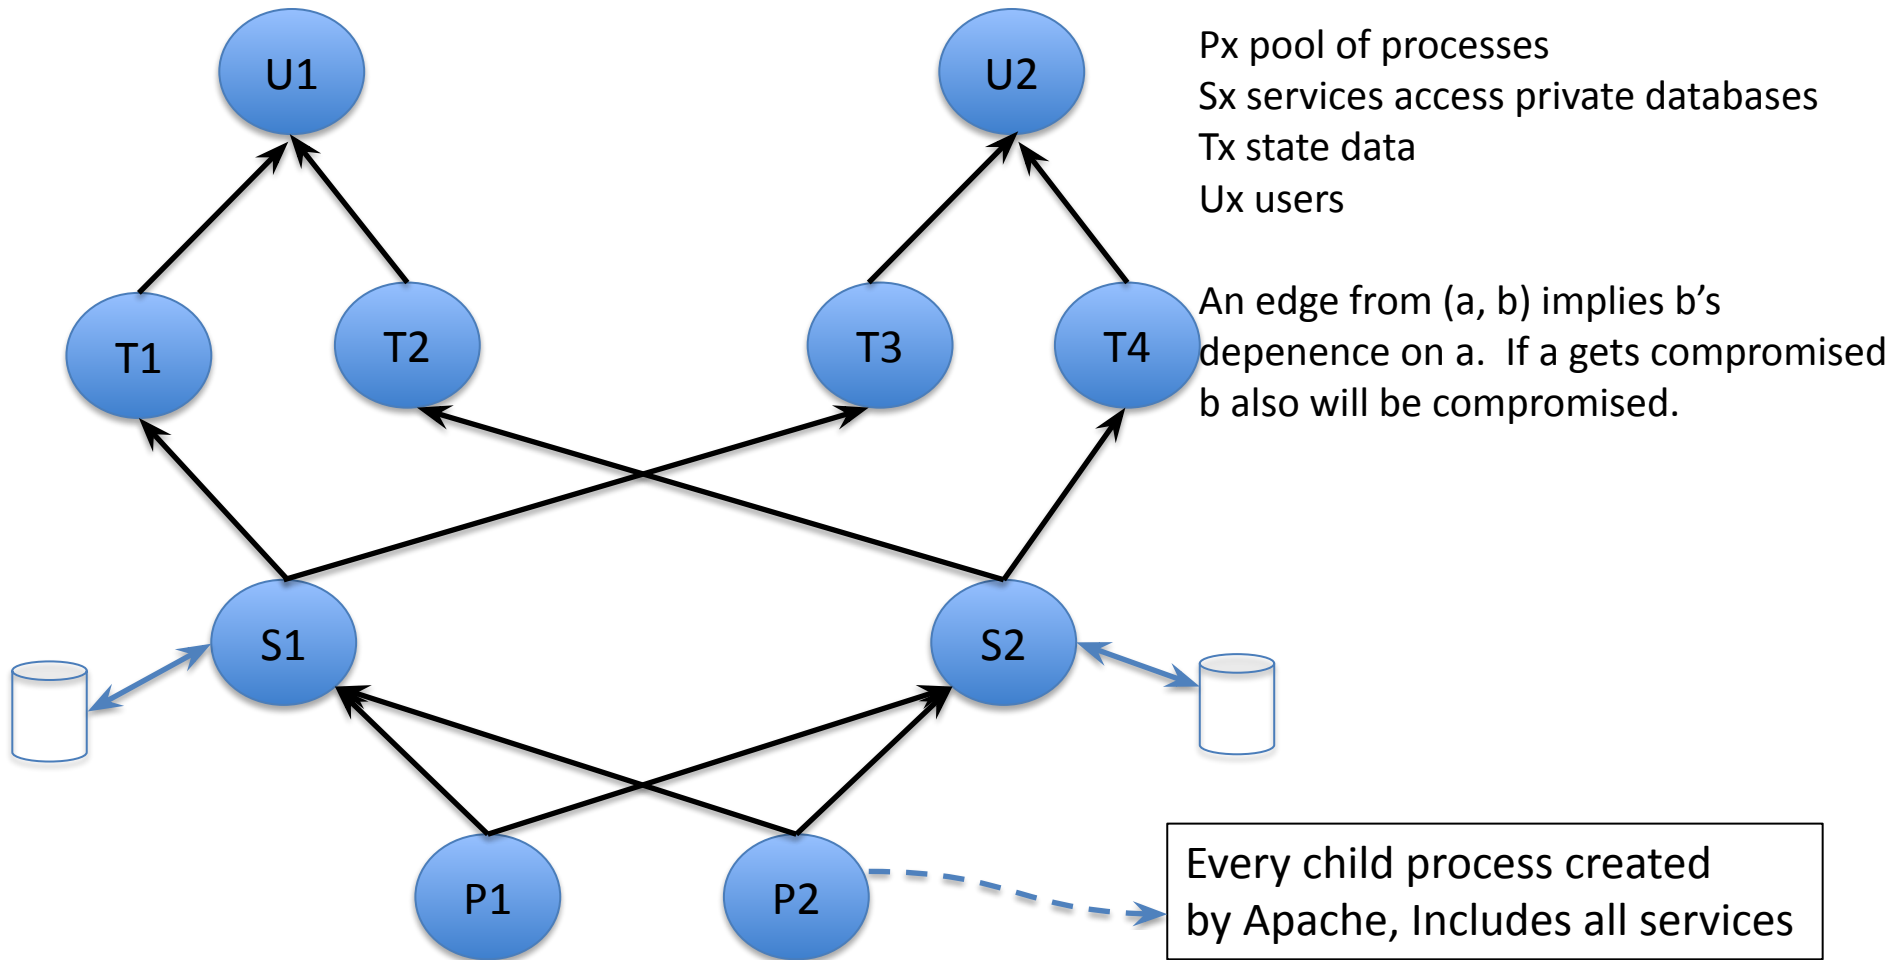 U1
U2
Px pool of processes
Sx services access private databases
Tx state data
Ux users
T1
T2
T3
T4
An edge from (a, b) implies b’s
depenence on a. If a gets compromised
b also will be compromised.
S1
S2
P1
P2
Every child process created
by Apache, Includes all services